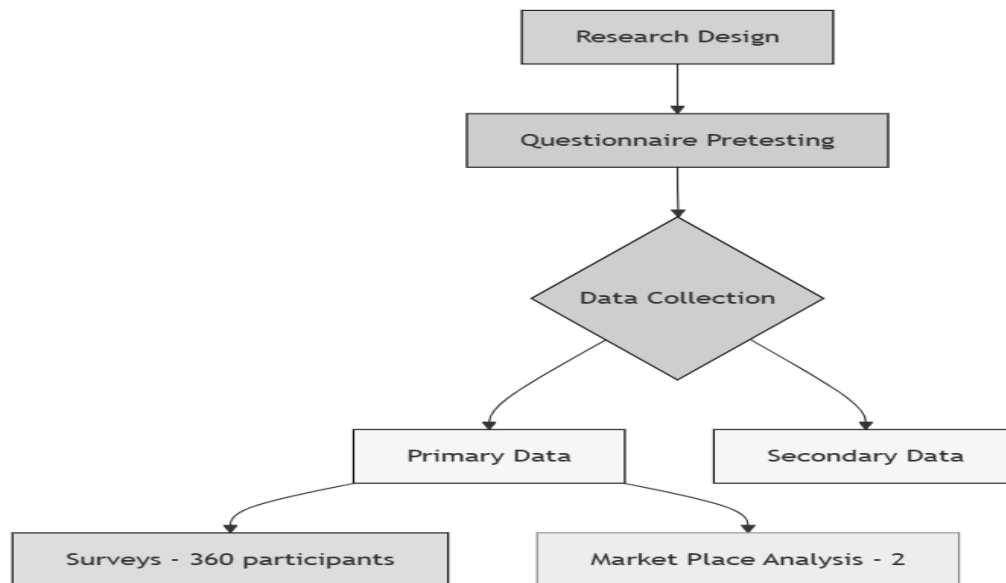 Research Design
Questionnaire Pretesting
Data Collection
Primary Data
Secondary Data
Surveys - 360 participants
Market Place Analysis - 2